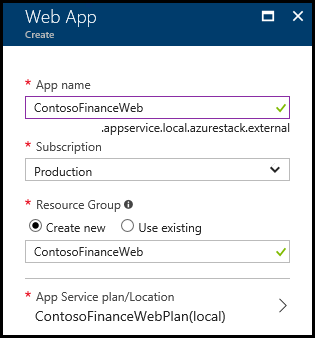 Web App
Create
* App name
ContosoFinanceWeb
.appservice.local.azurestack.external
* Subscription
Production
* Resource Group
Create new Use existing
ContosoFinanceWeb
* App Service plan/Location
ContosoFinanceWebPlan(local)